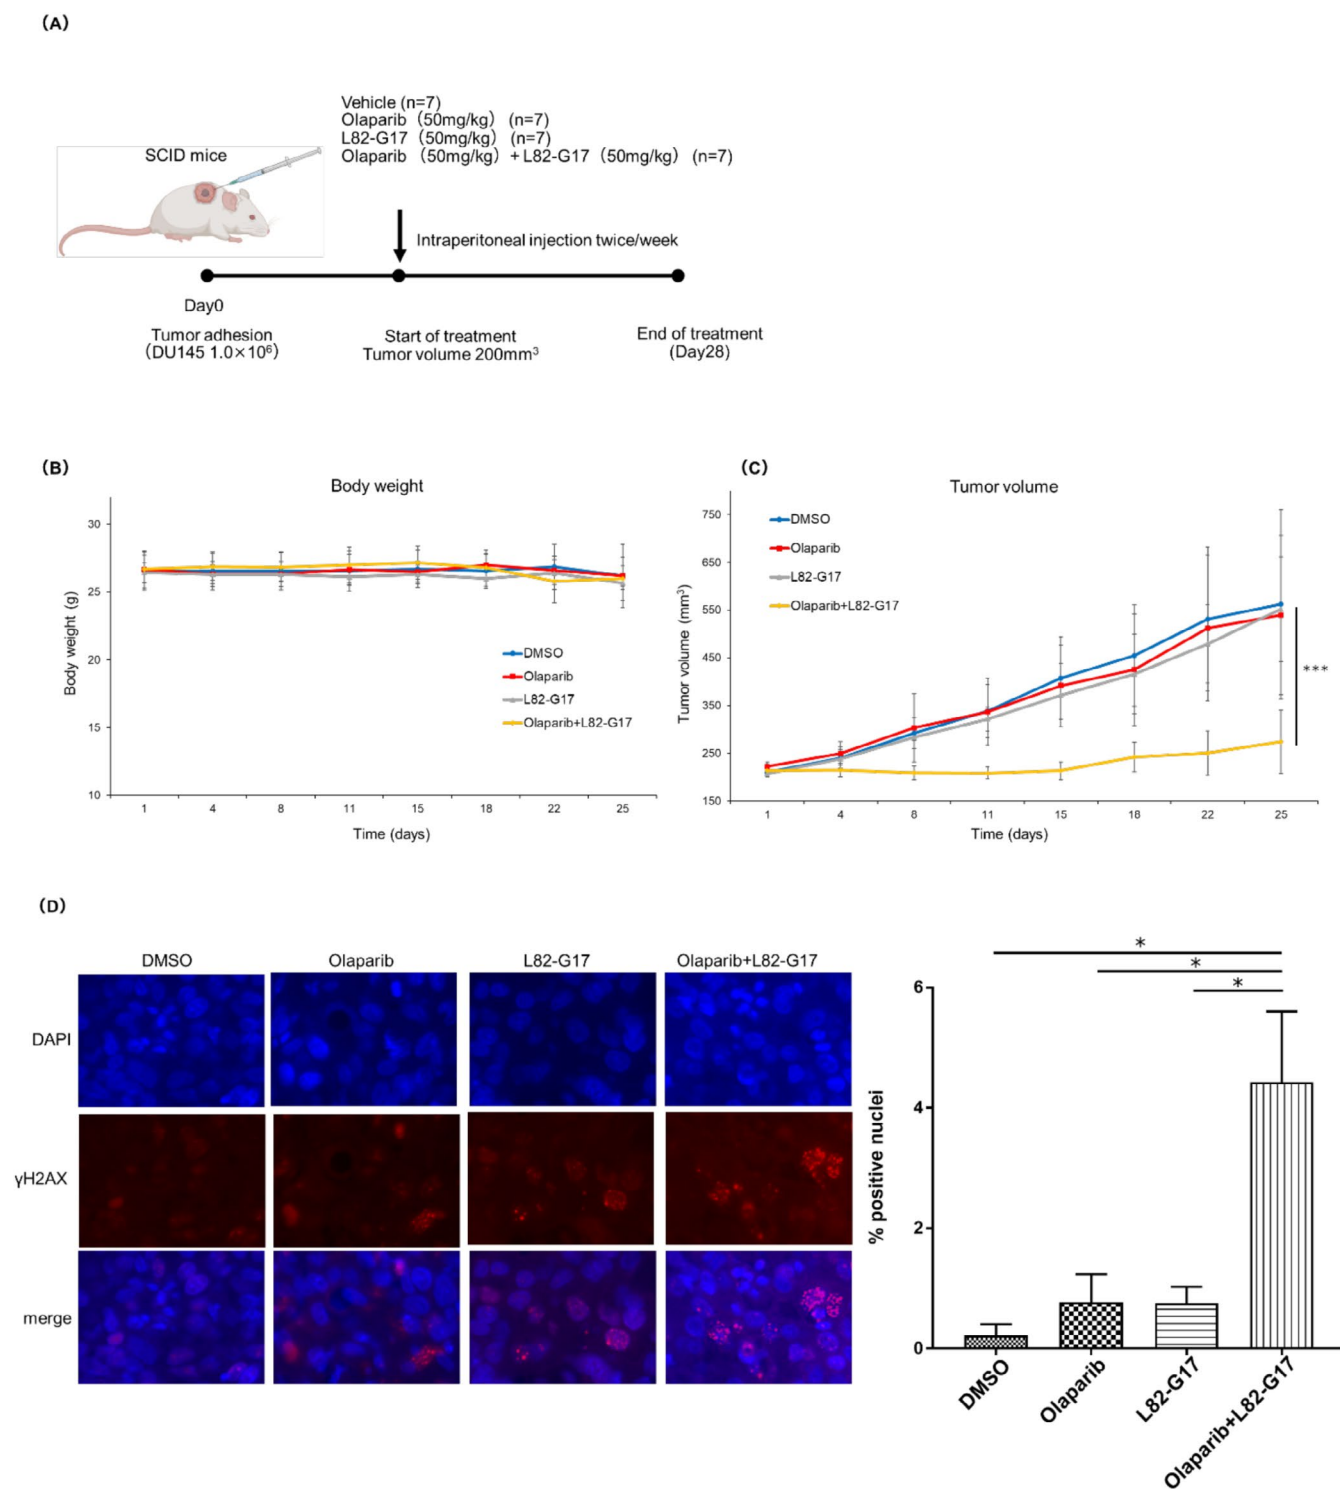 (A)
Vehicle (n=7)
Olaparib (50mg/kg) (n=7)
L82-G17 (50mg/kg) (n=7)
Olaparib (50mg/kg) + L82-G17 (50mg/kg) (n=7)
SCID mice
Intraperitoneal injection twice/week
Day0
Tumor adhesion
(DU145 1.0×10⁶)
Start of treatment
Tumor volume 200mm³
End of treatment
(Day28)
(B)
Body weight
30
25
20
15
10
Body weight (g)
DMSO
Olaparib
L82-G17
Olaparib+L82-G17
1 4 8 11 15 18 22 25
Time (days)
(C)
Tumor volume
750
650
550
450
350
250
150
Tumor volume (mm³)
DMSO
Olaparib
L82-G17
Olaparib+L82-G17
***
1 4 8 11 15 18 22 25
Time (days)
(D)
DMSO Olaparib L82-G17 Olaparib+L82-G17
DAPI
γH2AX
merge
*
*
*
6
4
2
0
% positive nuclei
DMSO
Olaparib
L82-G17
Olaparib+L82-G17